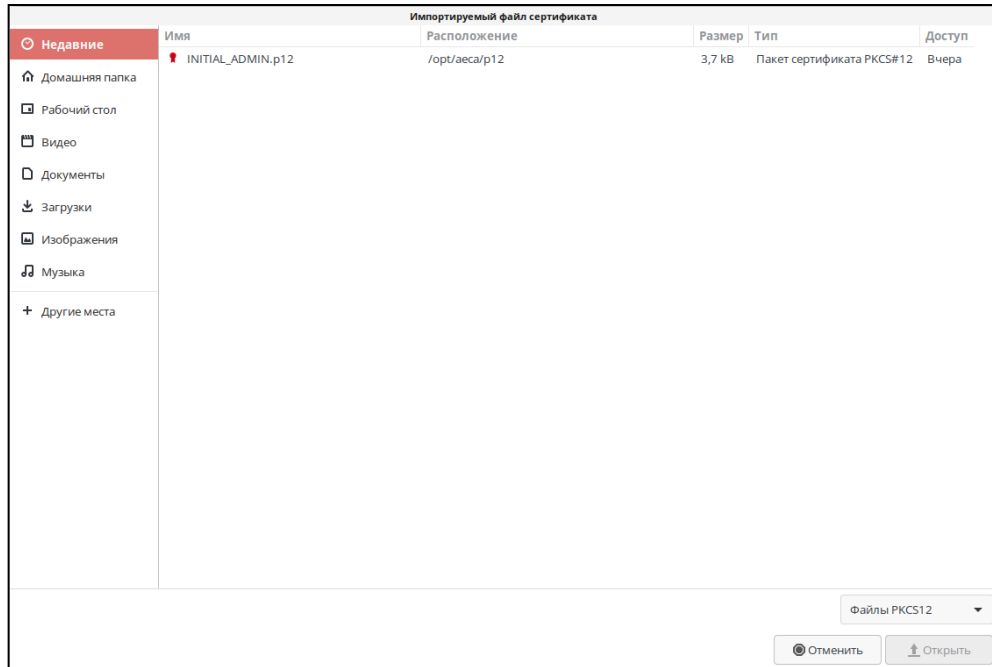 Импортируемый файл сертификата
Недавние
Домашняя папка
Рабочий стол
Видео
Документы
Загрузки
Изображения
Музыка
Другие места
Имя Расположение Размер Тип Доступ
INITIAL_ADMIN.p12 /opt/aeca/p12 3,7 kB Пакет сертификата PKCS#12 Вчера
Файлы PKCS12
Отменить Открыть